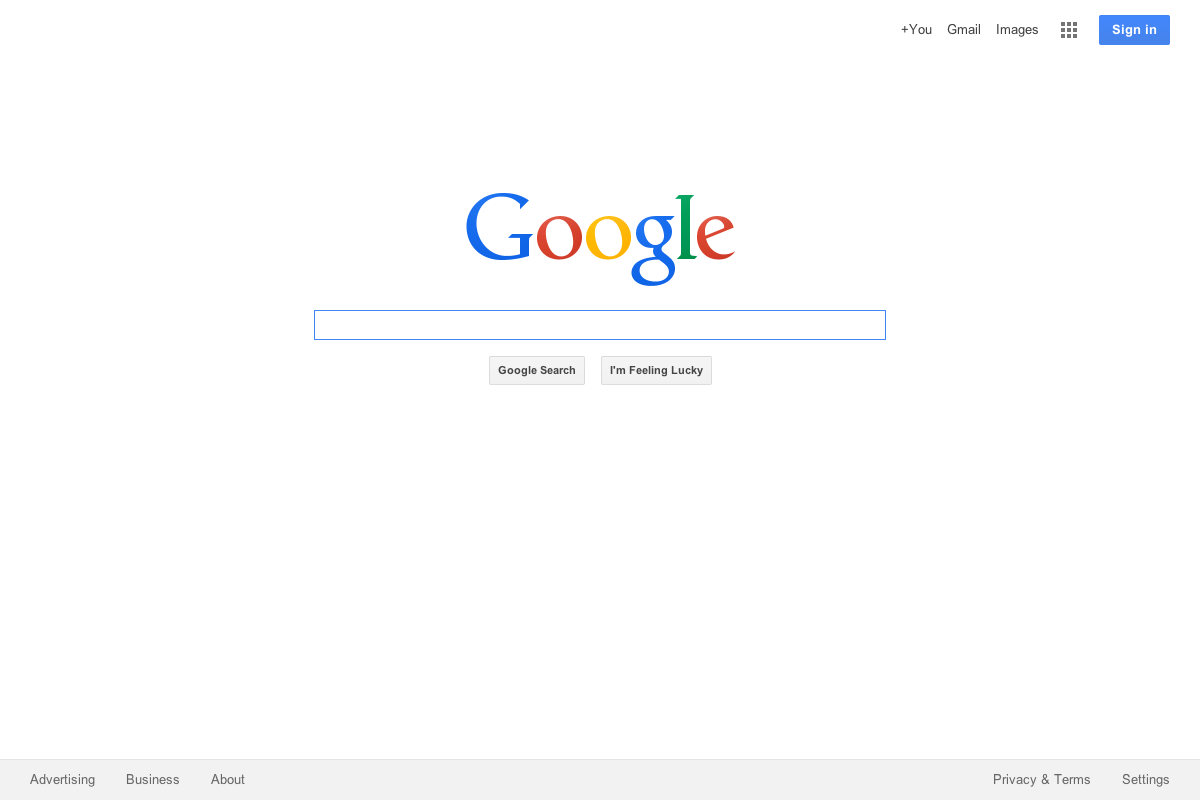 +You Gmail Images Sign in
Google
Google Search I'm Feeling Lucky
Advertising Business About Privacy & Terms Settings